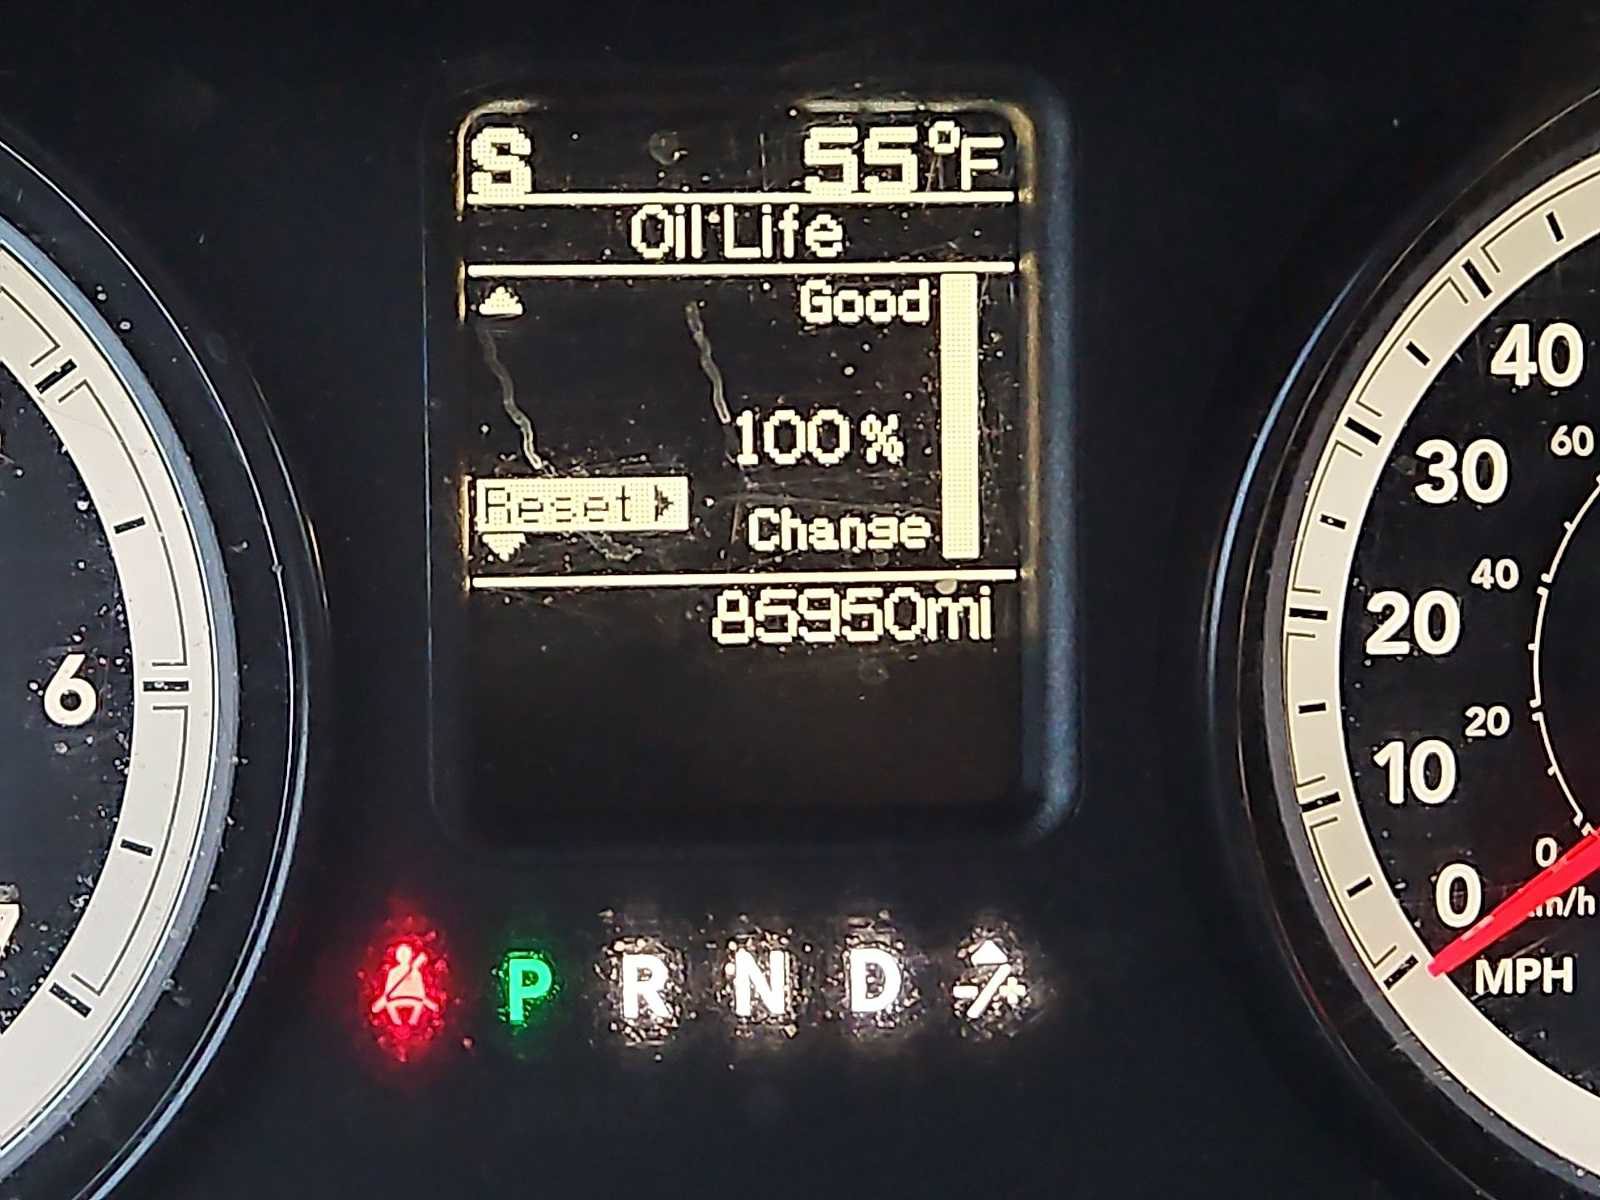 S 55°F
Oil Life
Good
100%
Reset
Change
85950mi
40
30
60
20
40
10
20
0
0
km/h
MPH
6
7
P R N D -/+